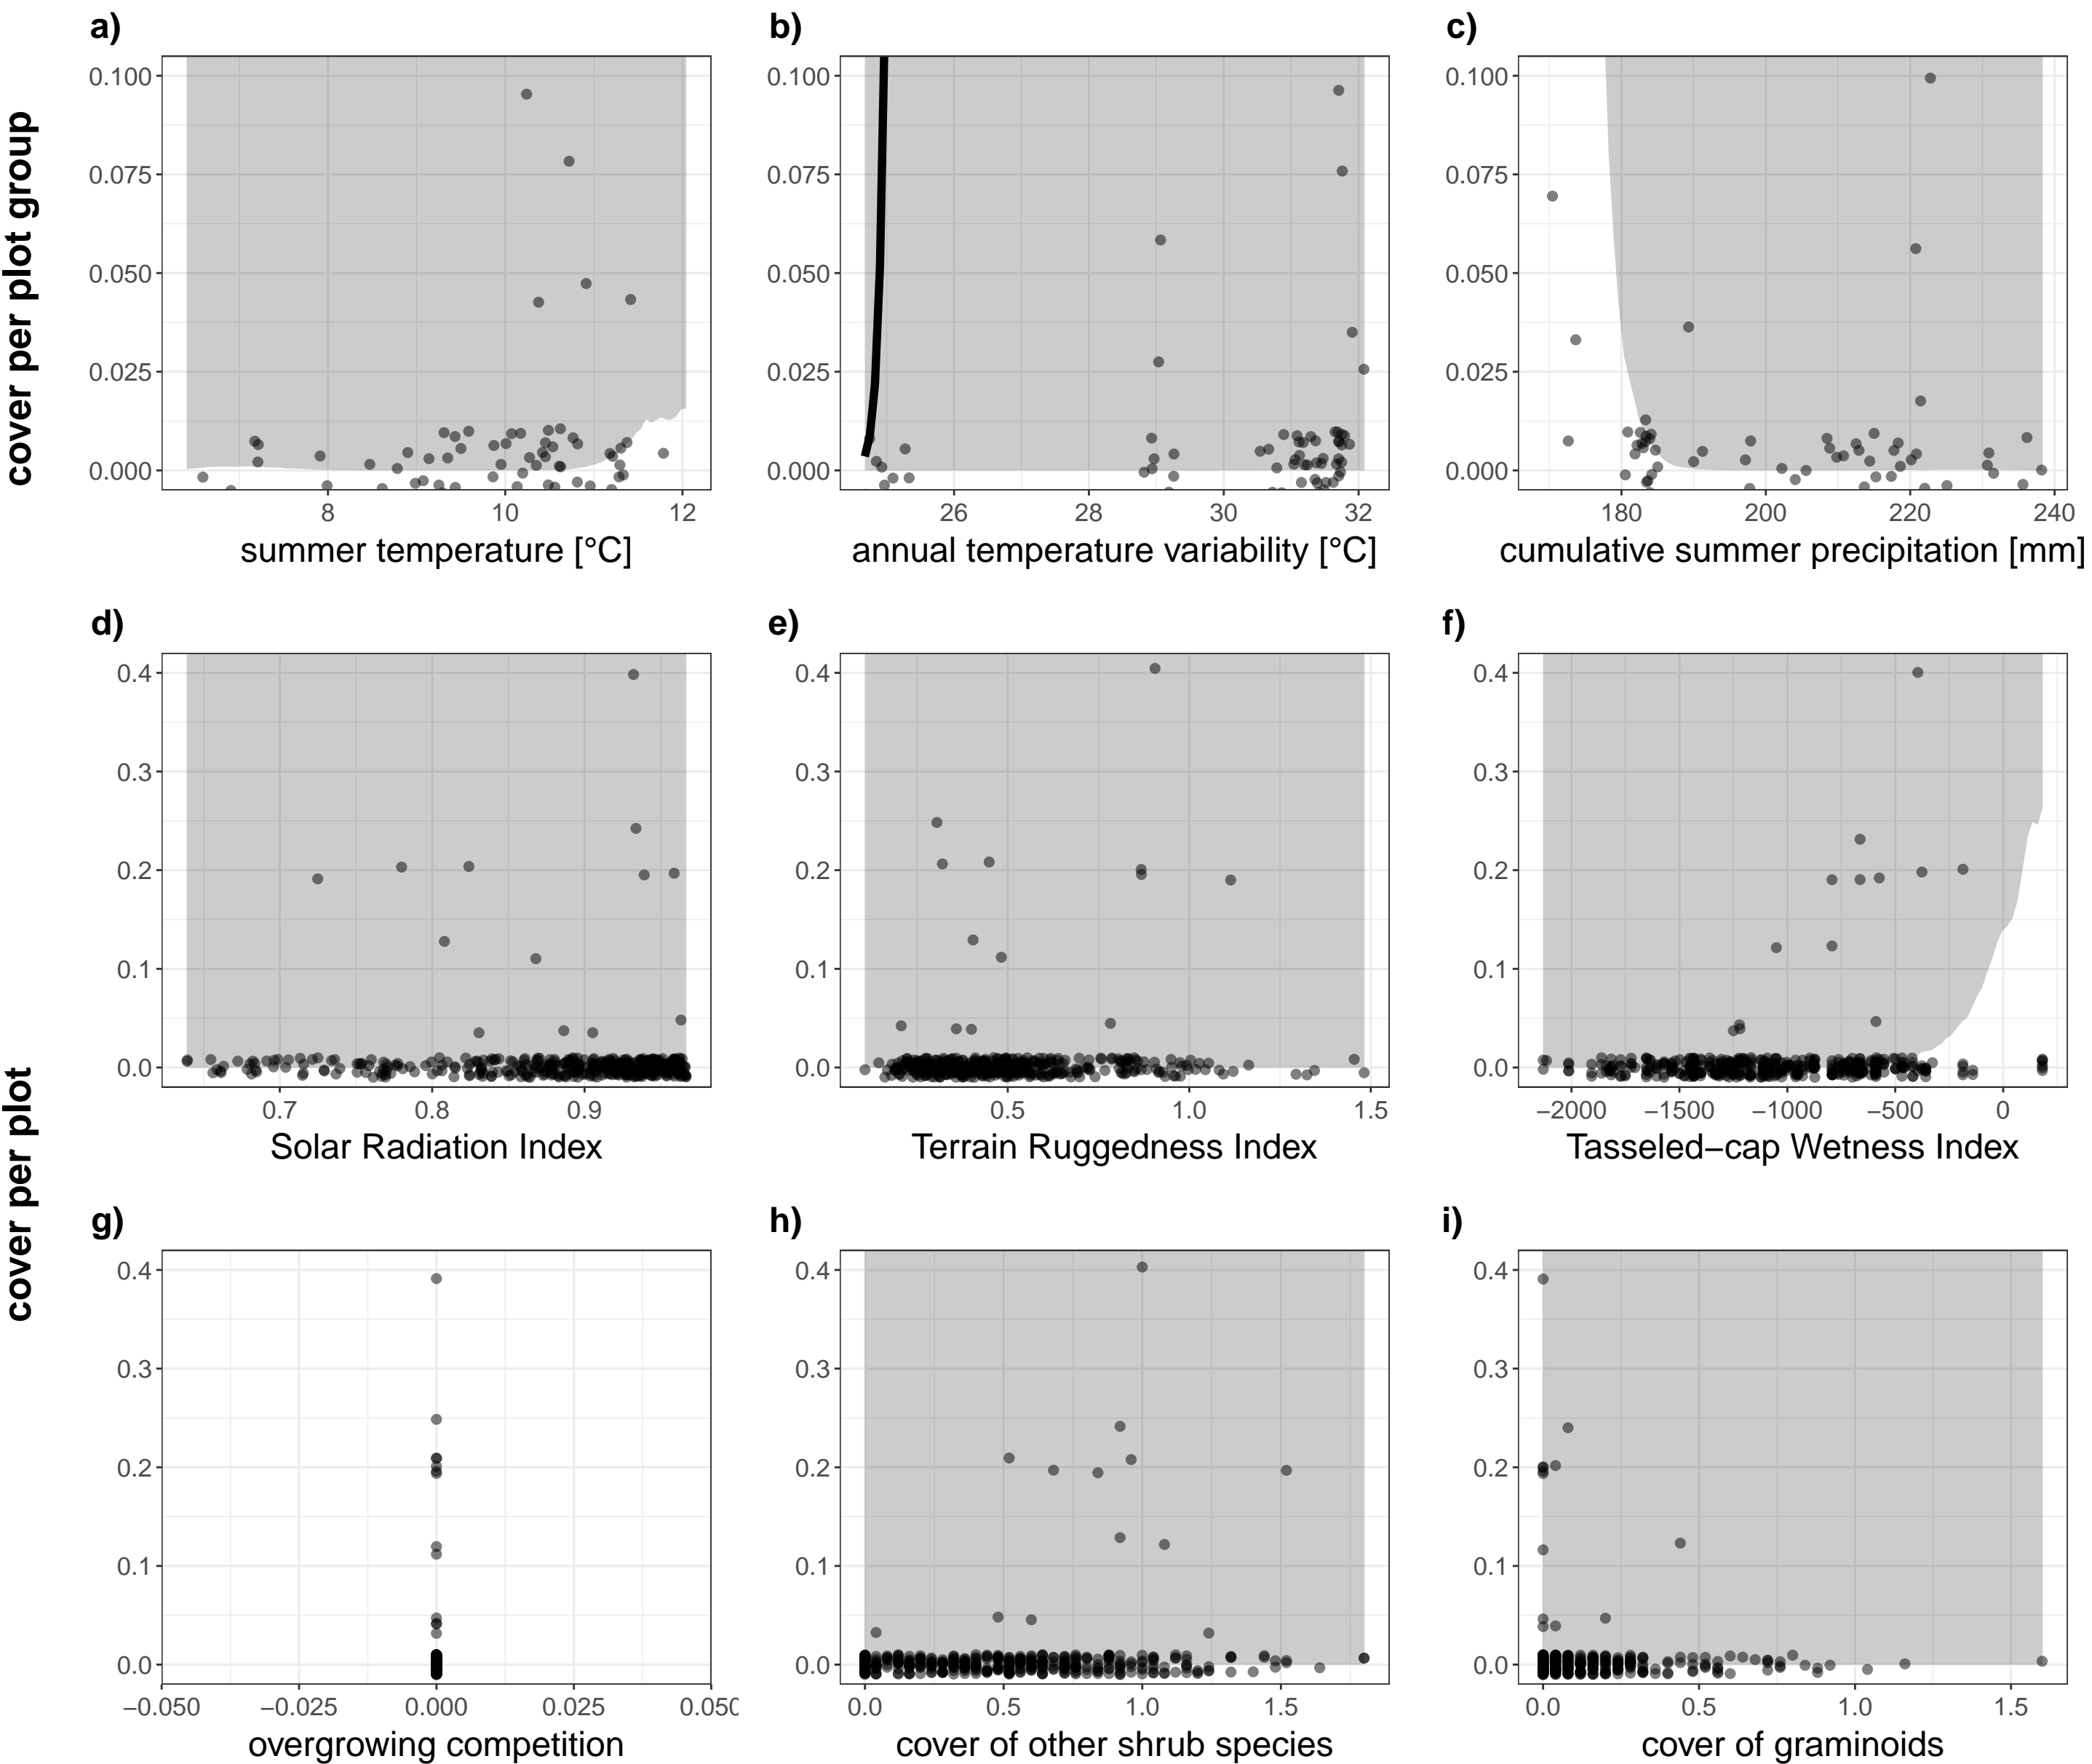 a)
b)
c)
cover per plot group
0.100
0.075
0.050
0.025
0.000
8 10 12
summer temperature [°C]
0.100
0.075
0.050
0.025
0.000
26 28 30 32
annual temperature variability [°C]
0.100
0.075
0.050
0.025
0.000
180 200 220 240
cumulative summer precipitation [mm]
d)
e)
f)
cover per plot
0.4
0.3
0.2
0.1
0.0
0.7 0.8 0.9
Solar Radiation Index
0.4
0.3
0.2
0.1
0.0
0.5 1.0 1.5
Terrain Ruggedness Index
0.4
0.3
0.2
0.1
0.0
−2000 −1500 −1000 −500 0
Tasseled−cap Wetness Index
g)
h)
i)
0.4
0.3
0.2
0.1
0.0
−0.050 −0.025 0.000 0.025 0.050
overgrowing competition
0.4
0.3
0.2
0.1
0.0
0.0 0.5 1.0 1.5
cover of other shrub species
0.4
0.3
0.2
0.1
0.0
0.0 0.5 1.0 1.5
cover of graminoids